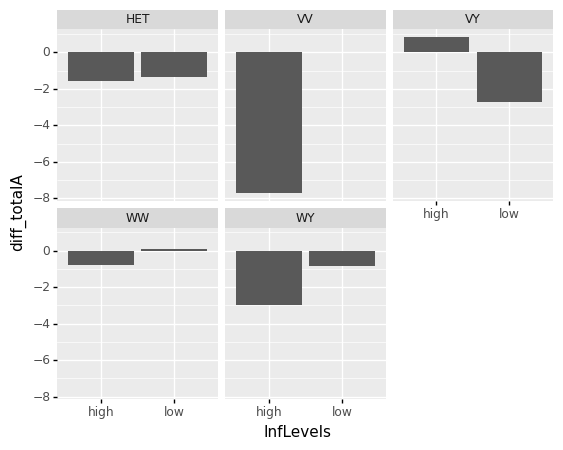 HET VV VY
0
−2
−4
−6
−8
high low
WW WY
0
−2
−4
−6
−8
high low high low
diff_totalA
InfLevels